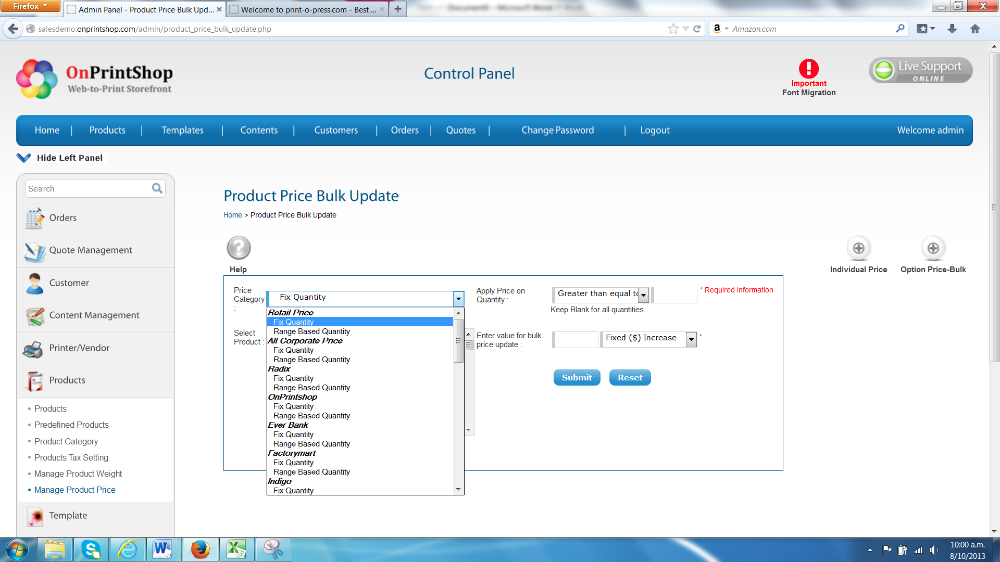 Firefox
Admin Panel - Product Price Bulk Upd...
Welcome to print-o-press.com - Best ...
salesdemo.onprintshop.com/admin/product_price_bulk_update.php
a
Amazon.com
OnPrintShop
Web-to-Print Storefront
Control Panel
Important
Font Migration
Live Support
ONLINE
Home | Products | Templates | Contents | Customers | Orders | Quotes | Change Password | Logout
Welcome admin
Hide Left Panel
Search
Orders
Quote Management
Customer
Content Management
Printer/Vendor
Products
Products
Predefined Products
Product Category
Products Tax Setting
Manage Product Weight
Manage Product Price
Template
Product Price Bulk Update
Home > Product Price Bulk Update
Help
Individual Price
Option Price-Bulk
Price
Category
:
Fix Quantity
Retail Price
Fix Quantity
Range Based Quantity
All Corporate Price
Fix Quantity
Range Based Quantity
Radix
Fix Quantity
Range Based Quantity
OnPrintshop
Fix Quantity
Range Based Quantity
Ever Bank
Fix Quantity
Range Based Quantity
Factorymart
Fix Quantity
Range Based Quantity
Indigo
Fix Quantity
Select
Product :
Apply Price on
Quantity :
Greater than equal to
* Required Information
Keep Blank for all quantities.
Enter value for bulk
price update :
Fixed ($) Increase
*
Submit
Reset
10:00 a.m.
8/10/2013